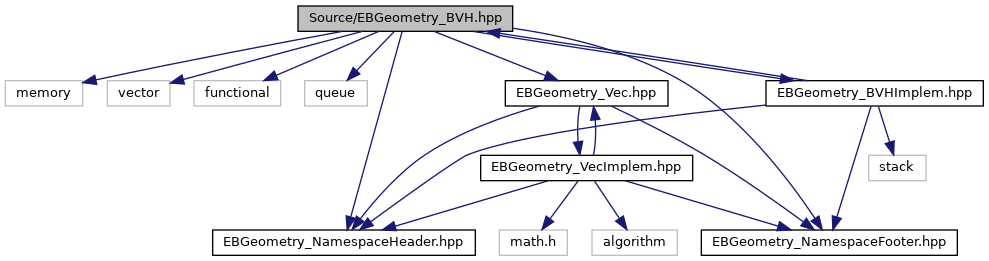 Source/EBGeometry_BVH.hpp
memory
vector
functional
queue
EBGeometry_Vec.hpp
EBGeometry_BVHImplem.hpp
EBGeometry_VecImplem.hpp
stack
EBGeometry_NamespaceHeader.hpp
math.h
algorithm
EBGeometry_NamespaceFooter.hpp